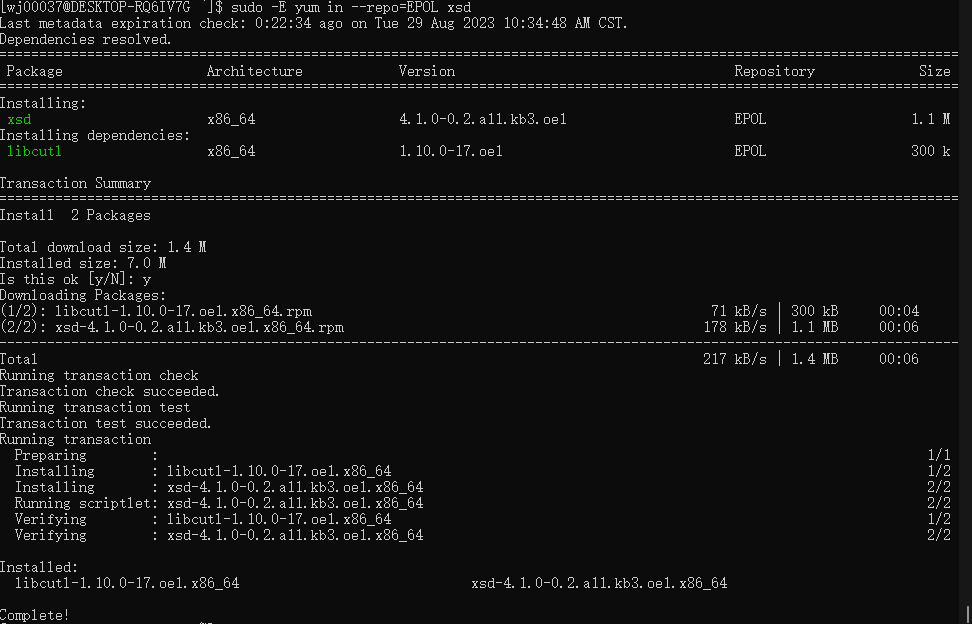 [wj00037@DESKTOP-RQ6IV7G ~]$ sudo -E yum in --repo=EPOL xsd
Last metadata expiration check: 0:22:34 ago on Tue 29 Aug 2023 10:34:48 AM CST.
Dependencies resolved.
Package Architecture Version Repository Size
Installing:
xsd x86_64 4.1.0-0.2.a11.kb3.oe1 EPOL 1.1 M
Installing dependencies:
libcutl x86_64 1.10.0-17.oe1 EPOL 300 k
Transaction Summary
Install 2 Packages
Total download size: 1.4 M
Installed size: 7.0 M
Is this ok [y/N]: y
Downloading Packages:
(1/2): libcutl-1.10.0-17.oe1.x86_64.rpm 71 kB/s | 300 kB 00:04
(2/2): xsd-4.1.0-0.2.a11.kb3.oe1.x86_64.rpm 178 kB/s | 1.1 MB 00:06
Total 217 kB/s | 1.4 MB 00:06
Running transaction check
Transaction check succeeded.
Running transaction test
Transaction test succeeded.
Running transaction
Preparing : 1/1
Installing : libcutl-1.10.0-17.oe1.x86_64 1/2
Installing : xsd-4.1.0-0.2.a11.kb3.oe1.x86_64 2/2
Running scriptlet: xsd-4.1.0-0.2.a11.kb3.oe1.x86_64 2/2
Verifying : libcutl-1.10.0-17.oe1.x86_64 1/2
Verifying : xsd-4.1.0-0.2.a11.kb3.oe1.x86_64 2/2
Installed:
libcutl-1.10.0-17.oe1.x86_64 xsd-4.1.0-0.2.a11.kb3.oe1.x86_64
Complete!